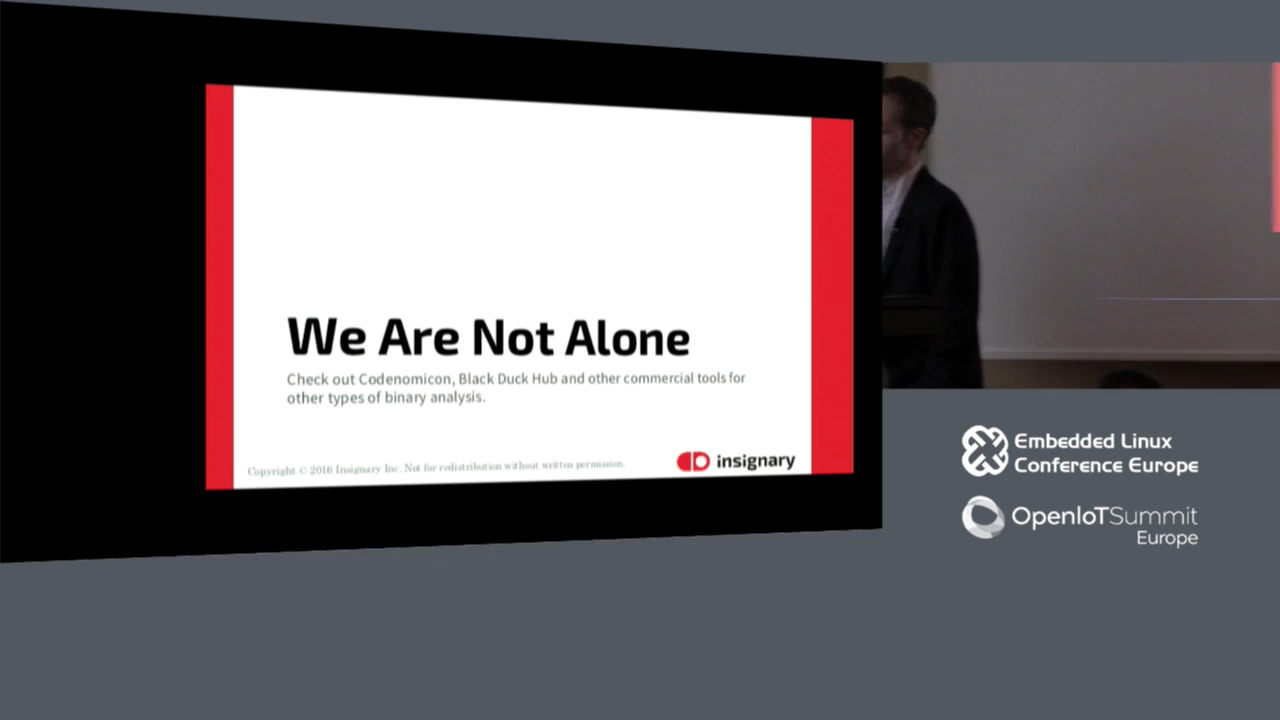 We Are Not Alone
Check out Codenomicon, Black Duck Hub and other commercial tools for
other types of binary analysis.
Copyright © 2016 Insignary Inc. Not for redistribution without written permission.
insignary
Embedded Linux
Conference Europe
OpenIoTSummit
Europe